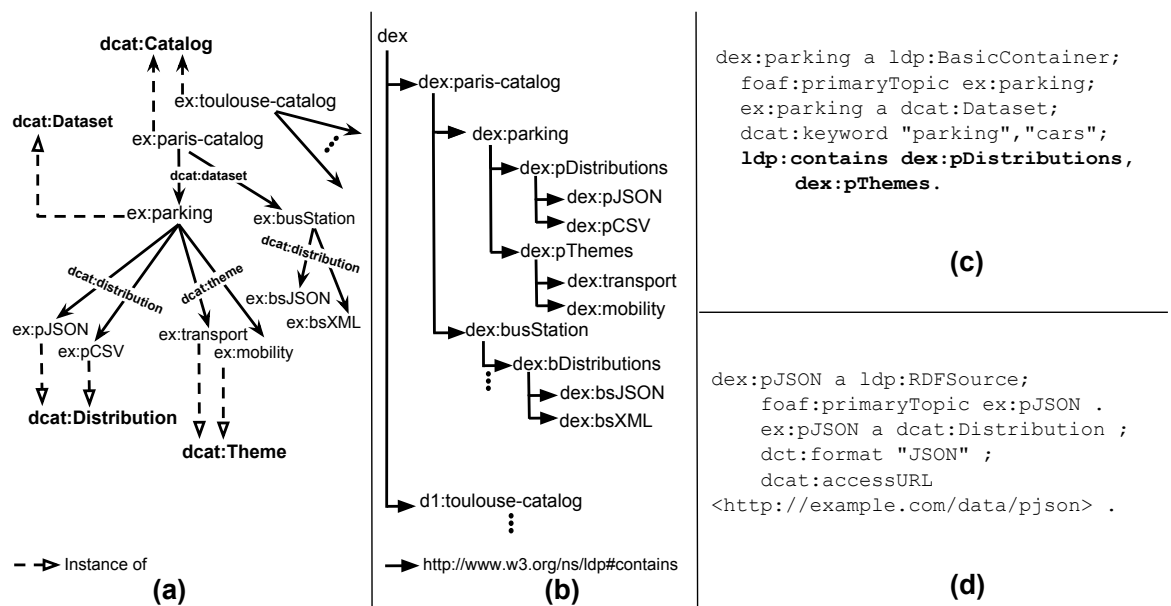 dcat:Catalog
ex:toulouse-catalog
dcat:Dataset
ex:paris-catalog
dcat:dataset
ex:parking
ex:busStation
dcat:distribution
dcat:theme
dcat:distribution
ex:bsJSON
ex:bsXML
ex:pJSON
ex:transport
ex:pCSV
ex:mobility
dcat:Distribution
dcat:Theme
Instance of
(a)
dex
dex:paris-catalog
dex:parking
dex:pDistributions
dex:pJSON
dex:pCSV
dex:pThemes
dex:transport
dex:mobility
dex:busStation
dex:bDistributions
dex:bsJSON
dex:bsXML
d1:toulouse-catalog
http://www.w3.org/ns/ldp#contains
(b)
dex:parking a ldp:BasicContainer;
foaf:primaryTopic ex:parking;
ex:parking a dcat:Dataset;
dcat:keyword "parking","cars";
ldp:contains dex:pDistributions,
dex:pThemes.
(c)
dex:pJSON a ldp:RDFSource;
foaf:primaryTopic ex:pJSON .
ex:pJSON a dcat:Distribution ;
dct:format "JSON" ;
dcat:accessURL
<http://example.com/data/pjson> .
(d)